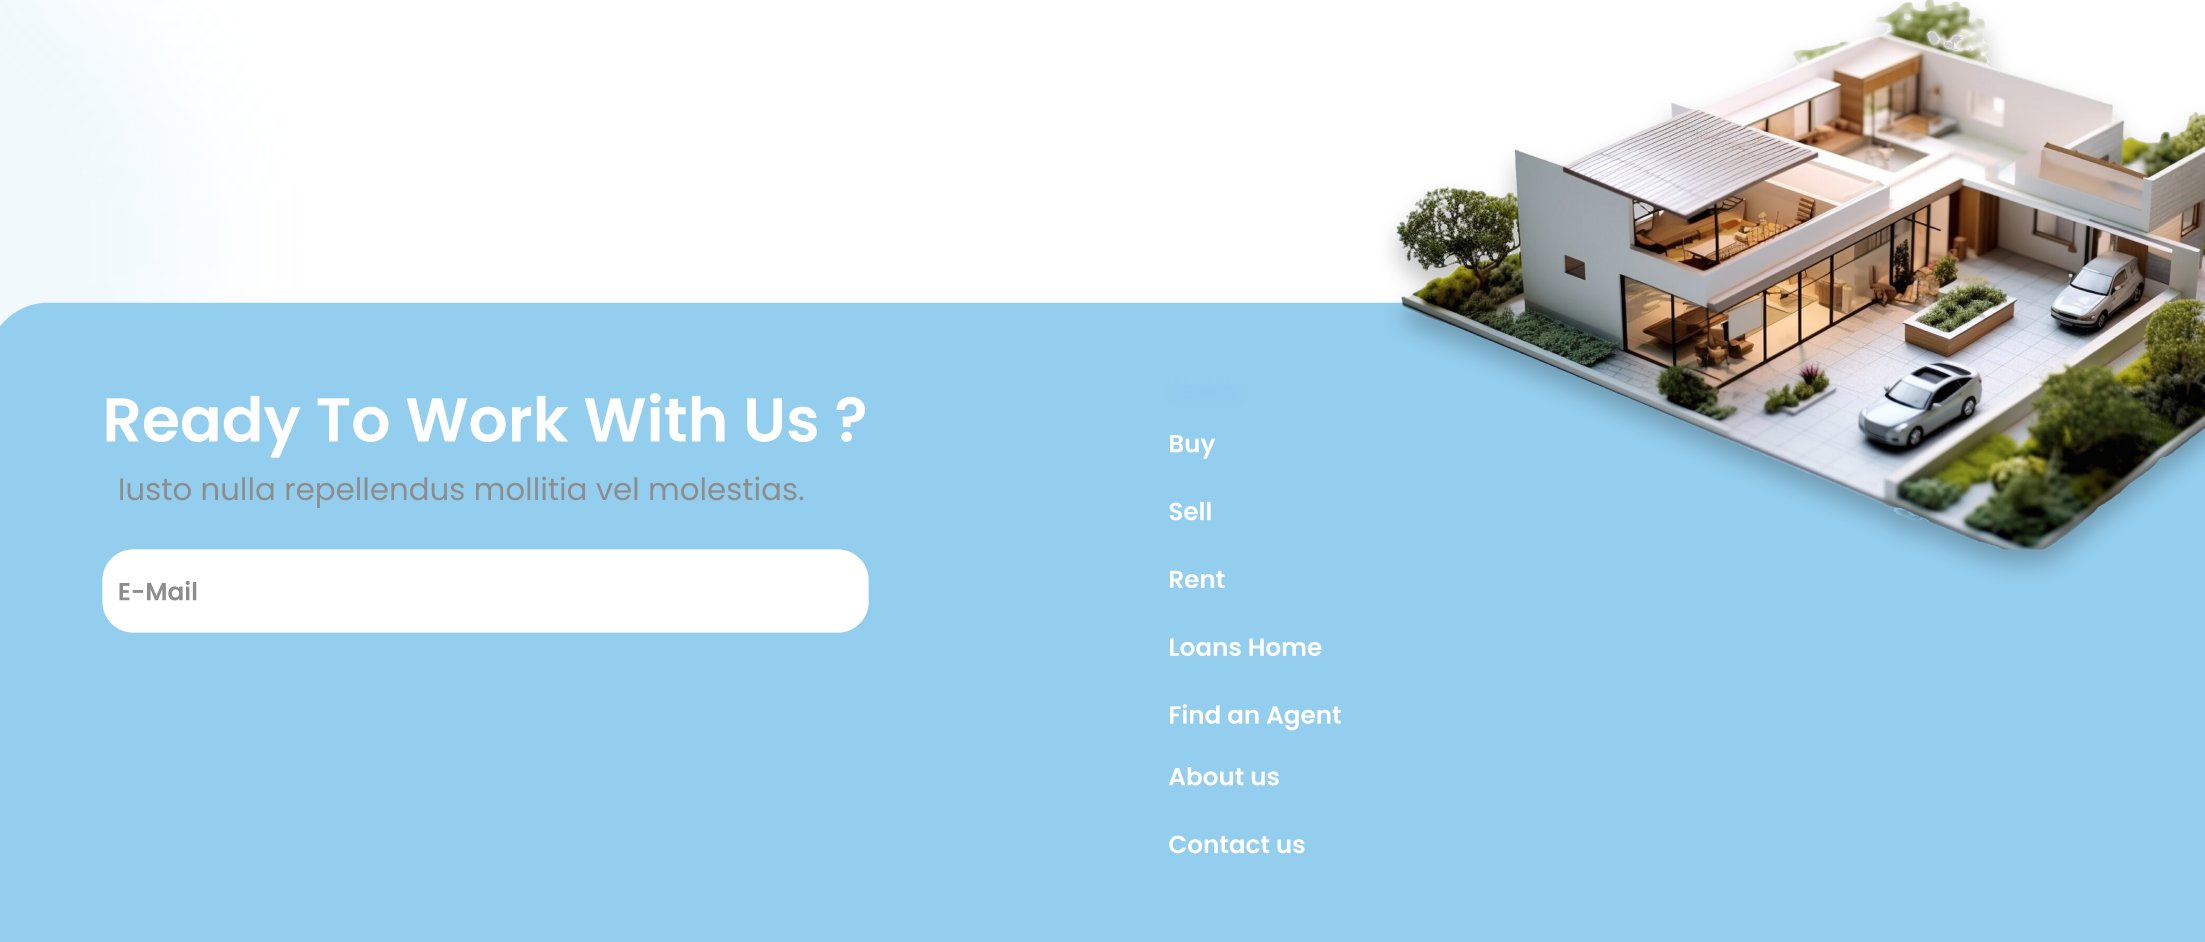 Ready To Work With Us ?
Iusto nulla repellendus mollitia vel molestias.
E-Mail
Buy
Sell
Rent
Loans Home
Find an Agent
About us
Contact us